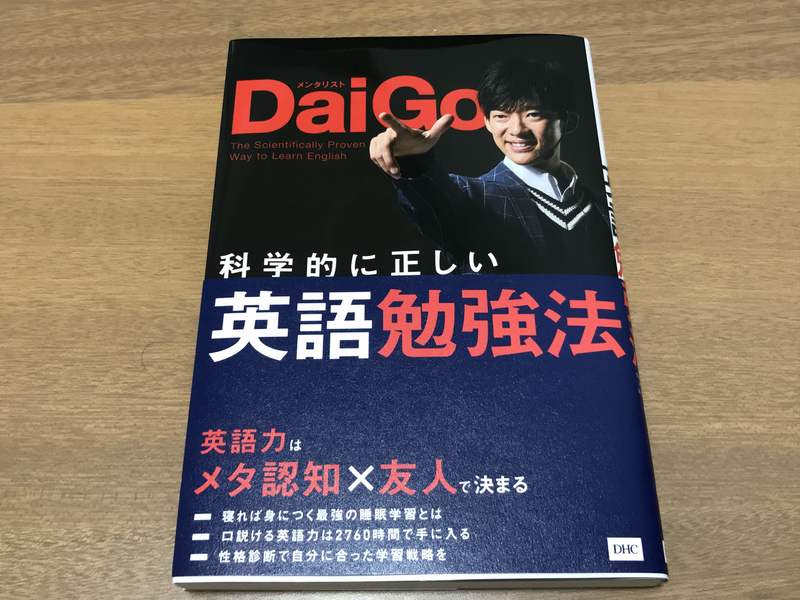 メンタリスト
DaiGo
The Scientifically Proven
Way to Learn English
科学的に正しい
英語勉強法
英語力は
メタ認知×友人で決まる
寝れば身につく最強の睡眠学習とは
口説ける英語力は2760時間で手に入る
性格診断で自分に合った学習戦略を
DHC